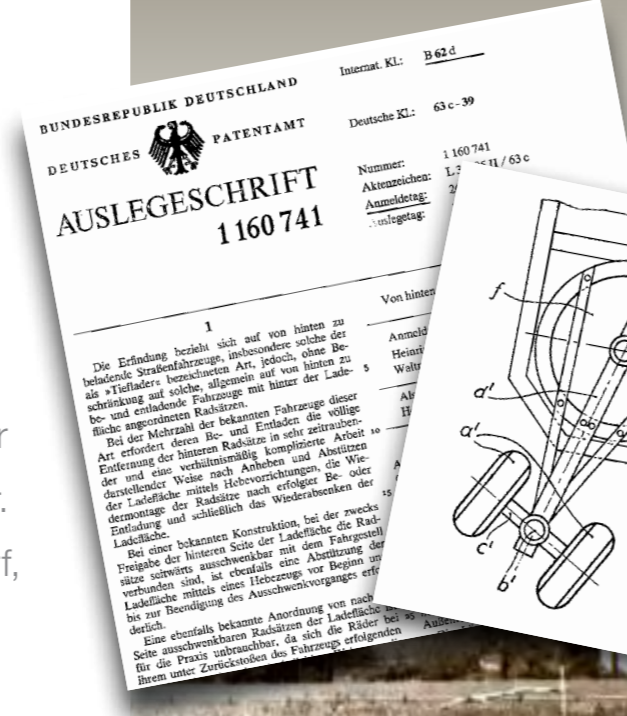 BUNDESREPUBLIK DEUTSCHLAND
DEUTSCHES PATENTAMT
AUSLEGESCHRIFT
1 160 741
Internat. Kl.: B 62 d
Deutsche Kl.: 63 c - 39
Nummer: 1 160 741
Aktenzeichen: II / 63 c
Anmeldetag:
Auslegetag:
1
Die Erfindung bezieht sich auf von hinten zu
beladende Straßenfahrzeuge, insbesondere solche der
als »Tieflader« bezeichneten Art, jedoch, ohne Be-
schränkung auf solche, allgemein auf von hinten zu
be- und entladende Fahrzeuge mit hinter der Lade- 5
fläche angeordneten Radsätzen.
Bei der Mehrzahl der bekannten Fahrzeuge dieser
Art erfordert deren Be- und Entladen die völlige
Entfernung der hinteren Radsätze in sehr zeitrauben-
der und eine verhältnismäßig komplizierte Arbeit 10
darstellender Weise nach Anheben und Abstützen
der Ladefläche mittels Hebevorrichtungen, die Wie-
dermontage der Radsätze nach erfolgter Be- oder
Entladung und schließlich das Wiederabsenken der
Ladefläche. 15
Bei einer bekannten Konstruktion, bei der zwecks
Freigabe der hinteren Seite der Ladefläche die Rad-
sätze seitwärts ausschwenkbar mit dem Fahrgestell
verbunden sind, ist ebenfalls eine Abstützung der
Ladefläche mittels eines Hebezeugs vor Beginn
bis zur Beendigung des Ausschwenkvorganges
derlich.
Eine ebenfalls bekannte Anordnung von nach
Seite ausschwenkbaren Radsätzen der Ladefläche
für die Praxis unbrauchbar, da sich die Räder bei 25
ihrem unter Zurückstoßen des Fahrzeugs erfolgenden
Von hinten
f
d'
a'
c'
b'